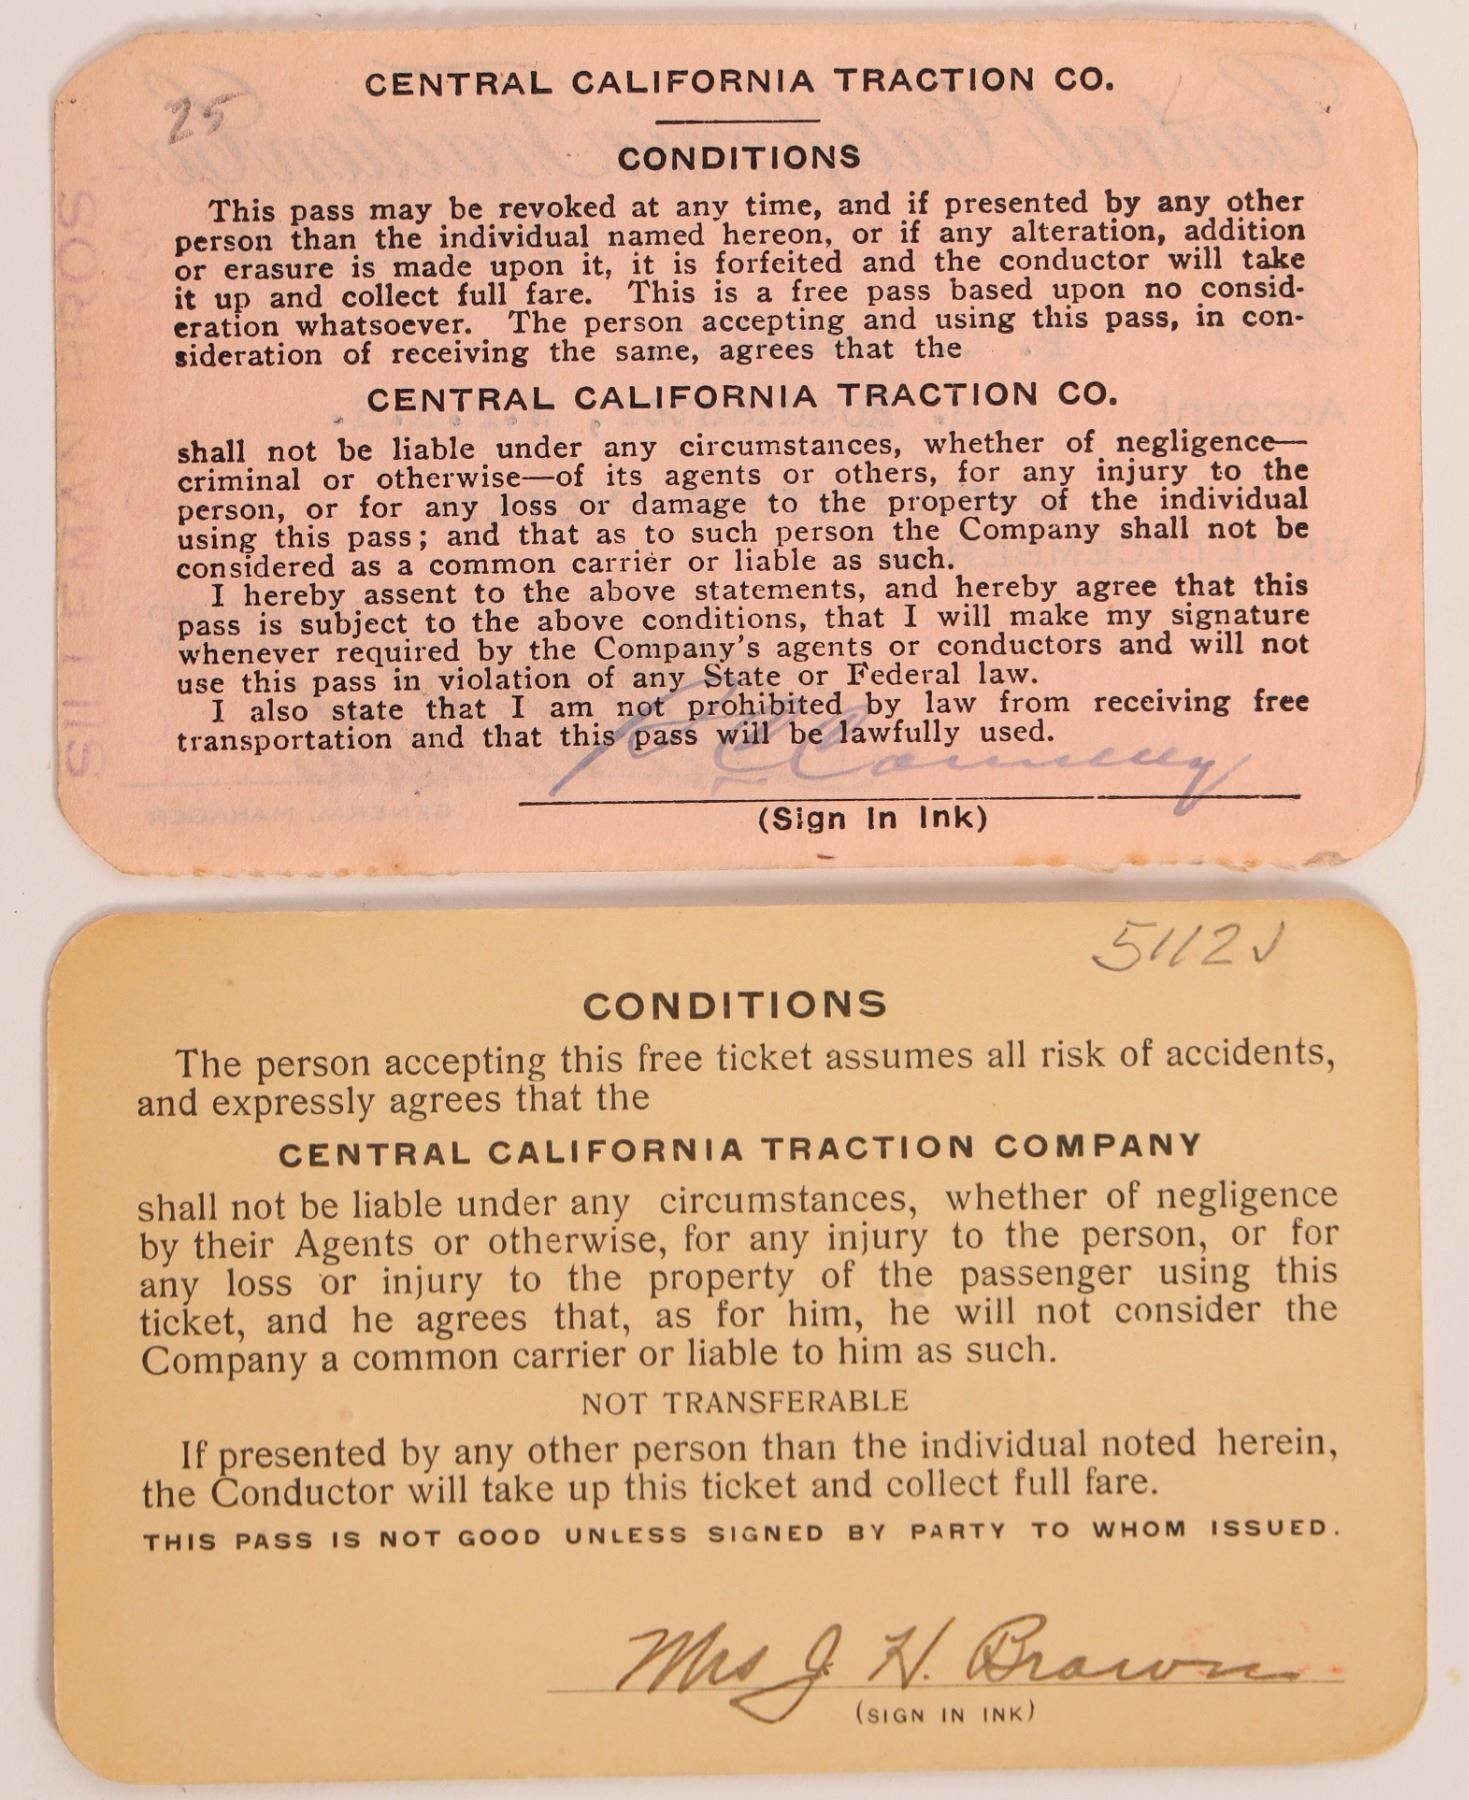 25
CENTRAL CALIFORNIA TRACTION CO.
CONDITIONS
This pass may be revoked at any time, and if presented by any other
person than the individual named hereon, or if any alteration, addition
or erasure is made upon it, it is forfeited and the conductor will take
it up and collect full fare. This is a free pass based upon no consid-
eration whatsoever. The person accepting and using this pass, in con-
sideration of receiving the same, agrees that the
CENTRAL CALIFORNIA TRACTION CO.
shall not be liable under any circumstances, whether of negligence—
criminal or otherwise—of its agents or others, for any injury to the
person, or for any loss or damage to the property of the individual
using this pass; and that as to such person the Company shall not be
considered as a common carrier or liable as such.
I hereby assent to the above statements, and hereby agree that this
pass is subject to the above conditions, that I will make my signature
whenever required by the Company's agents or conductors and will not
use this pass in violation of any State or Federal law.
I also state that I am not prohibited by law from receiving free
transportation and that this pass will be lawfully used.
(Sign In Ink)
5112
CONDITIONS
The person accepting this free ticket assumes all risk of accidents,
and expressly agrees that the
CENTRAL CALIFORNIA TRACTION COMPANY
shall not be liable under any circumstances, whether of negligence
by their Agents or otherwise, for any injury to the person, or for
any loss or injury to the property of the passenger using this
ticket, and he agrees that, as for him, he will not consider the
Company a common carrier or liable to him as such.
NOT TRANSFERABLE
If presented by any other person than the individual noted herein,
the Conductor will take up this ticket and collect full fare.
THIS PASS IS NOT GOOD UNLESS SIGNED BY PARTY TO WHOM ISSUED.
Mrs J. H. Brown
(SIGN IN INK)